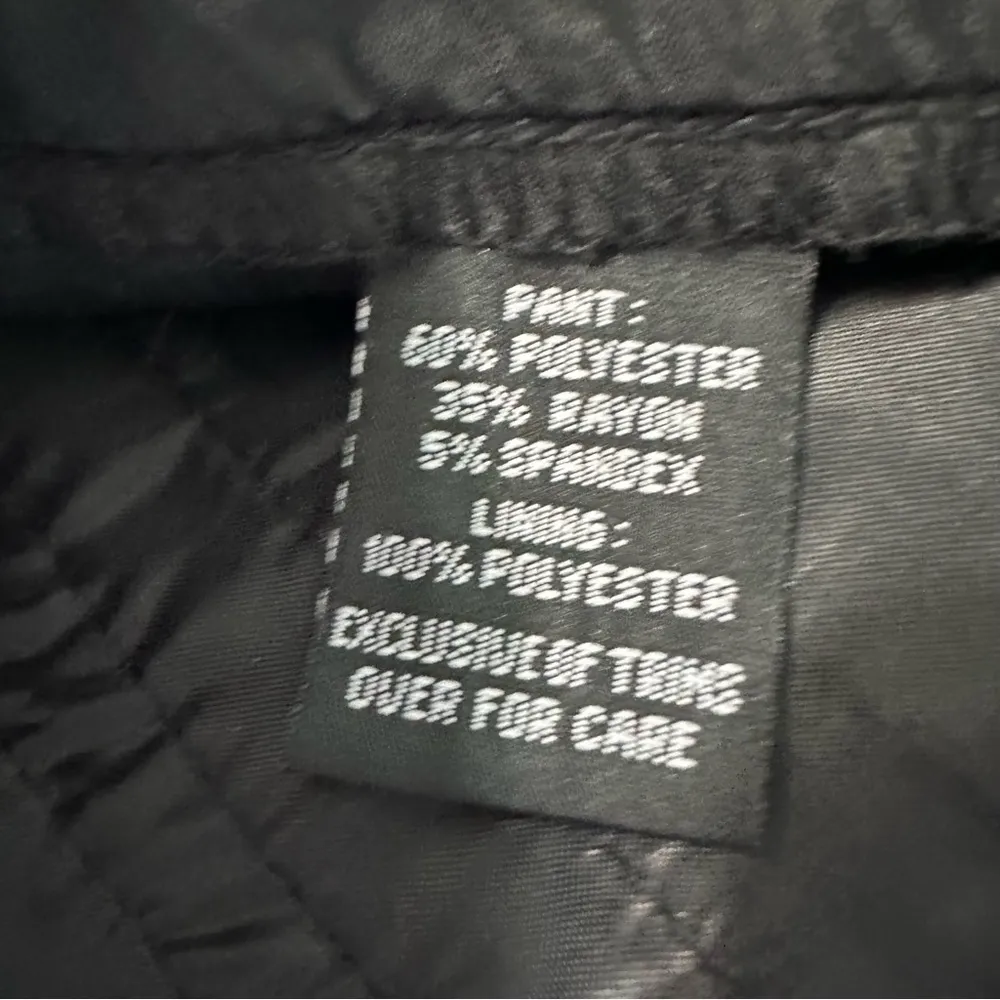 PANT:
60% POLYESTER
35% RAYON
5% SPANDEX
LINING:
100% POLYESTER
EXCLUSIVE OF TRIMS
OVER FOR CARE